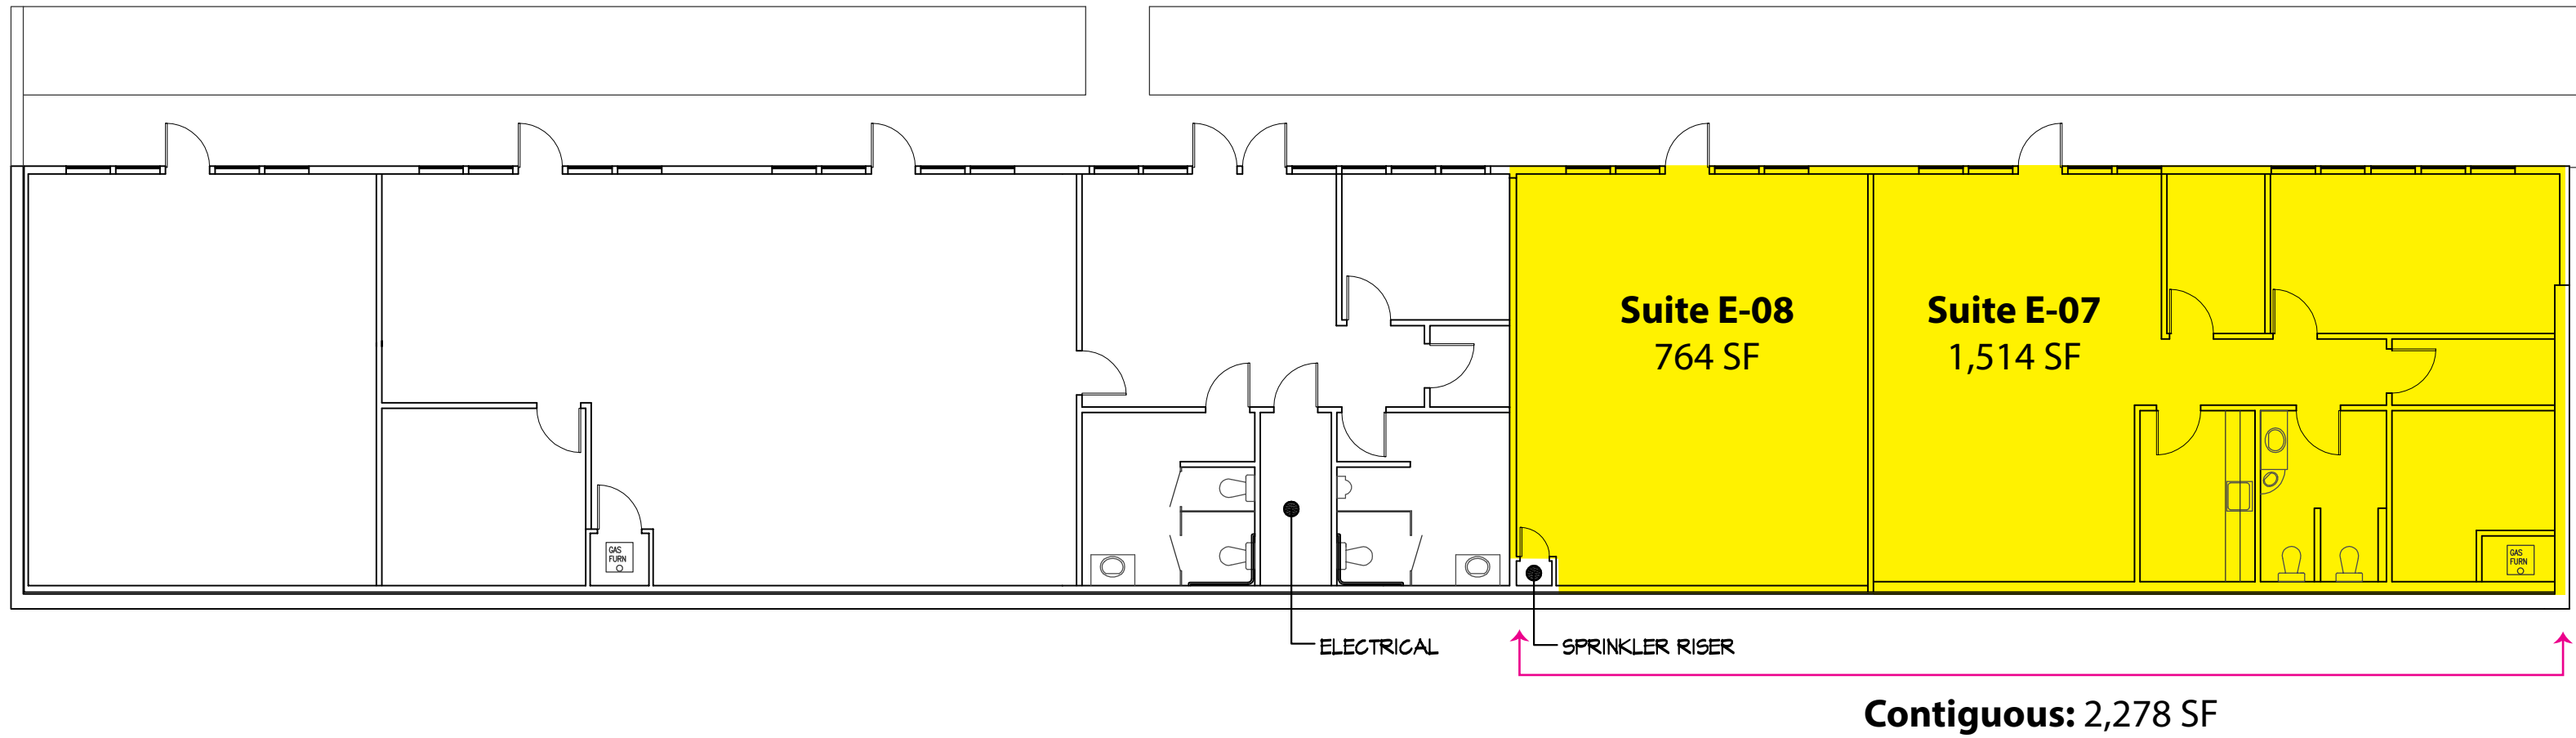 Suite E-08
764 SF
Suite E-07
1,514 SF
GAS
FURN
GAS
FURN
ELECTRICAL
SPRINKLER RISER
Contiguous: 2,278 SF